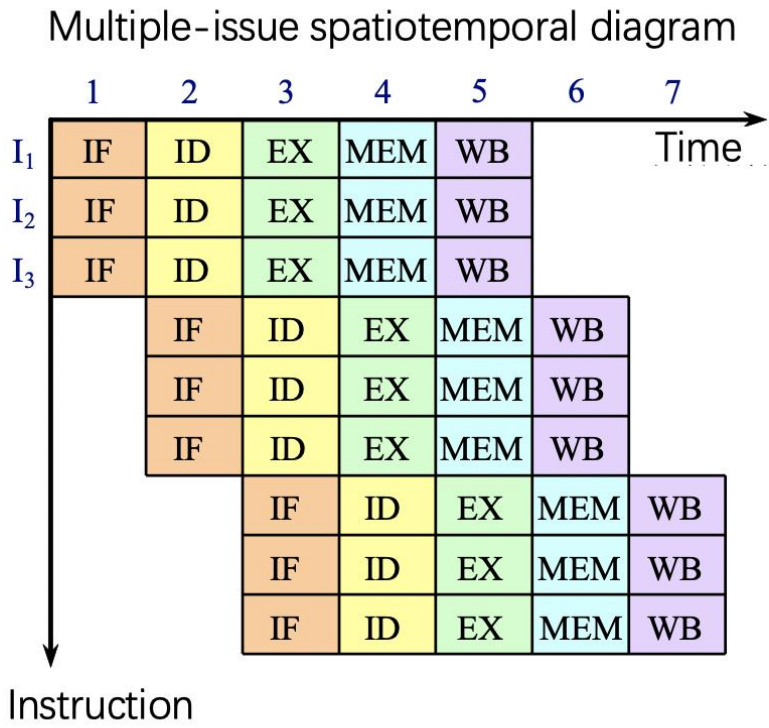 Multiple-issue spatiotemporal diagram
1 2 3 4 5 6 7
Time
I₁ IF ID EX MEM WB
I₂ IF ID EX MEM WB
I₃ IF ID EX MEM WB
IF ID EX MEM WB
IF ID EX MEM WB
IF ID EX MEM WB
IF ID EX MEM WB
IF ID EX MEM WB
IF ID EX MEM WB
Instruction